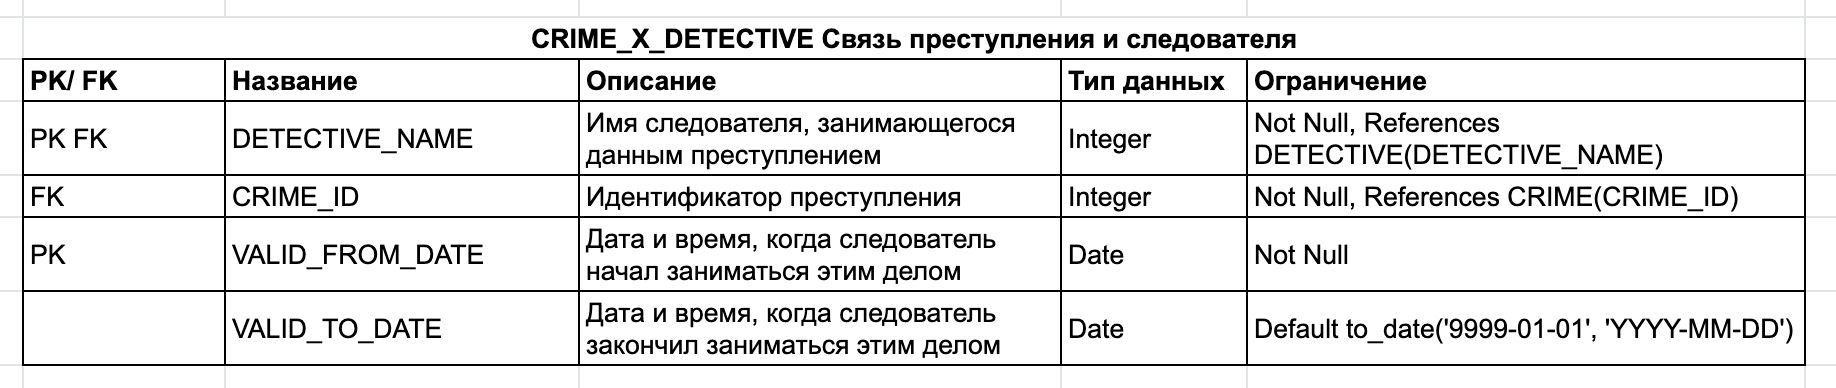 CRIME_X_DETECTIVE Связь преступления и следователя
PK/ FK Название Описание Тип данных Ограничение
PK FK DETECTIVE_NAME Имя следователя, занимающегося данным преступлением Integer Not Null, References DETECTIVE(DETECTIVE_NAME)
FK CRIME_ID Идентификатор преступления Integer Not Null, References CRIME(CRIME_ID)
PK VALID_FROM_DATE Дата и время, когда следователь начал заниматься этим делом Date Not Null
VALID_TO_DATE Дата и время, когда следователь закончил заниматься этим делом Date Default to_date('9999-01-01', 'YYYY-MM-DD')